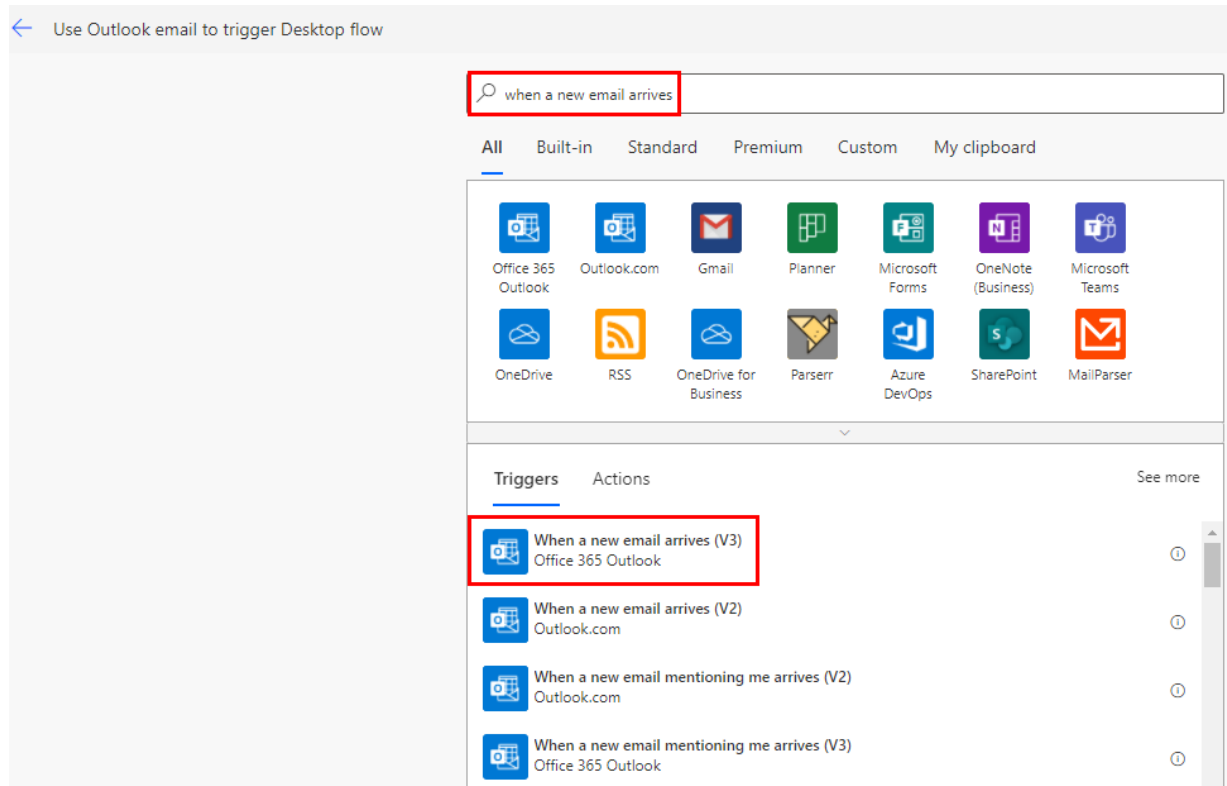 Use Outlook email to trigger Desktop flow
when a new email arrives
All Built-in Standard Premium Custom My clipboard
Office 365 Outlook.com Gmail Planner Microsoft OneNote Microsoft
Outlook Forms (Business) Teams
OneDrive RSS OneDrive for Parserr Azure SharePoint MailParser
Business DevOps
Triggers Actions See more
When a new email arrives (V3)
Office 365 Outlook
When a new email arrives (V2)
Outlook.com
When a new email mentioning me arrives (V2)
Outlook.com
When a new email mentioning me arrives (V3)
Office 365 Outlook